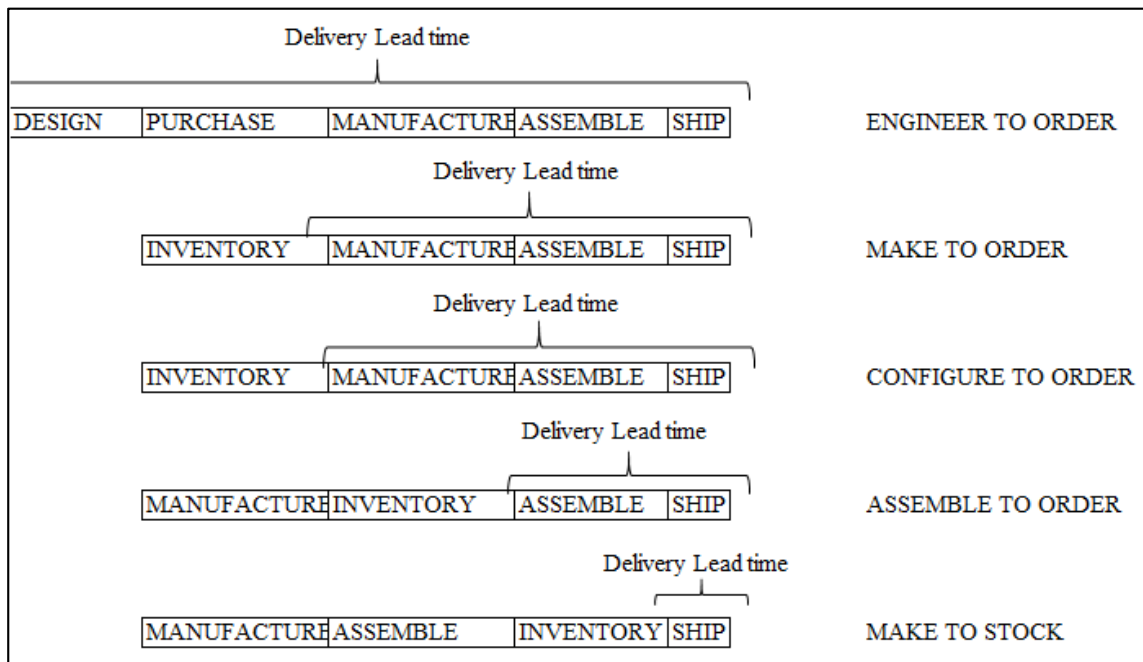 Delivery Lead time
DESIGN PURCHASE MANUFACTURE ASSEMBLE SHIP ENGINEER TO ORDER
Delivery Lead time
INVENTORY MANUFACTURE ASSEMBLE SHIP MAKE TO ORDER
Delivery Lead time
INVENTORY MANUFACTURE ASSEMBLE SHIP CONFIGURE TO ORDER
Delivery Lead time
MANUFACTURE INVENTORY ASSEMBLE SHIP ASSEMBLE TO ORDER
Delivery Lead time
MANUFACTURE ASSEMBLE INVENTORY SHIP MAKE TO STOCK